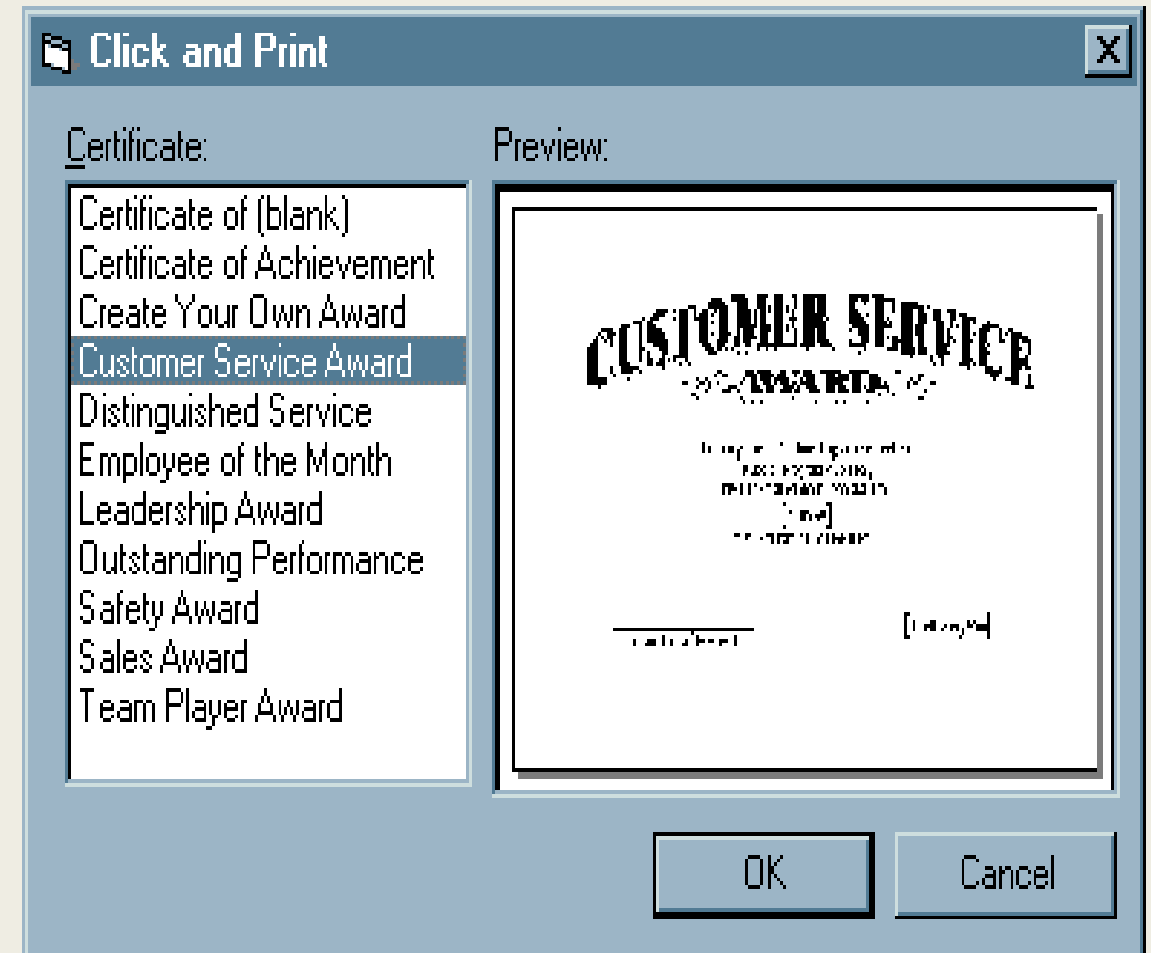 Click and Print
Certificate:
Preview:
Certificate of (blank)
Certificate of Achievement
Create Your Own Award
Customer Service Award
Distinguished Service
Employee of the Month
Leadership Award
Outstanding Performance
Safety Award
Sales Award
Team Player Award
CUSTOMER SERVICE
AWARD
OK
Cancel